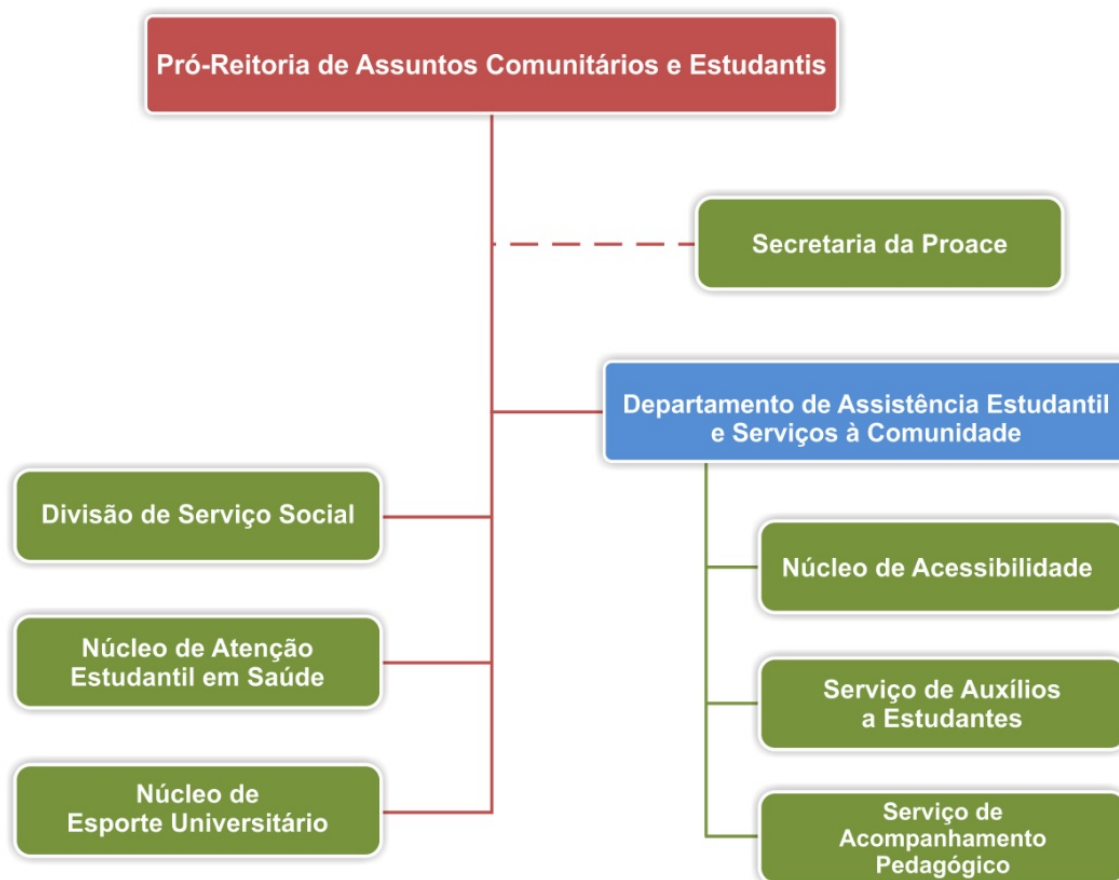 Pró-Reitoria de Assuntos Comunitários e Estudantis
Secretaria da Proace
Departamento de Assistência Estudantil
e Serviços à Comunidade
Divisão de Serviço Social
Núcleo de Atenção
Estudantil em Saúde
Núcleo de
Esporte Universitário
Núcleo de Acessibilidade
Serviço de Auxílios
a Estudantes
Serviço de
Acompanhamento
Pedagógico